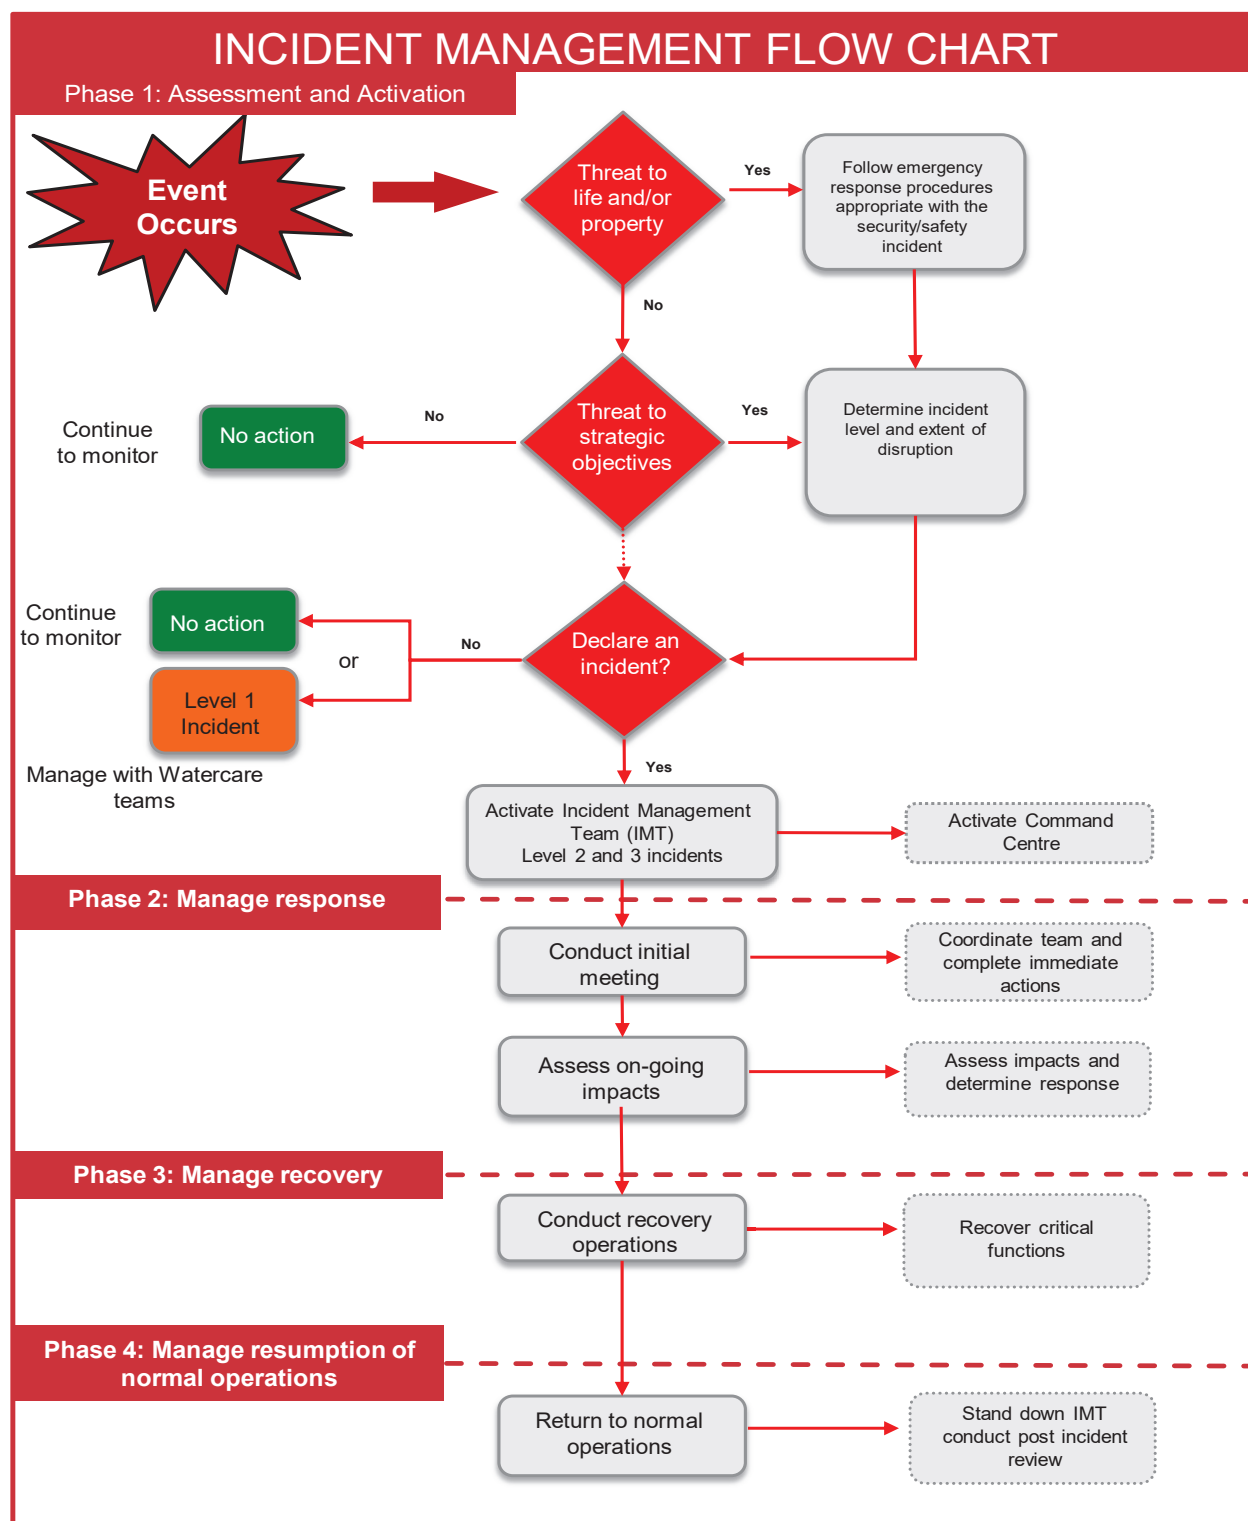 INCIDENT MANAGEMENT FLOW CHART
Phase 1: Assessment and Activation
Event
Occurs
Threat to
life and/or
property
Yes
Follow emergency
response procedures
appropriate with the
security/safety
incident
No
Continue
to monitor
No action
No
Threat to
strategic
objectives
Yes
Determine incident
level and extent of
disruption
Continue
to monitor
No action
or
Level 1
Incident
Manage with Watercare
teams
No
Declare an
incident?
Yes
Activate Incident Management
Team (IMT)
Level 2 and 3 incidents
Activate Command
Centre
Phase 2: Manage response
Conduct initial
meeting
Coordinate team and
complete immediate
actions
Assess on-going
impacts
Assess impacts and
determine response
Phase 3: Manage recovery
Conduct recovery
operations
Recover critical
functions
Phase 4: Manage resumption of
normal operations
Return to normal
operations
Stand down IMT
conduct post incident
review